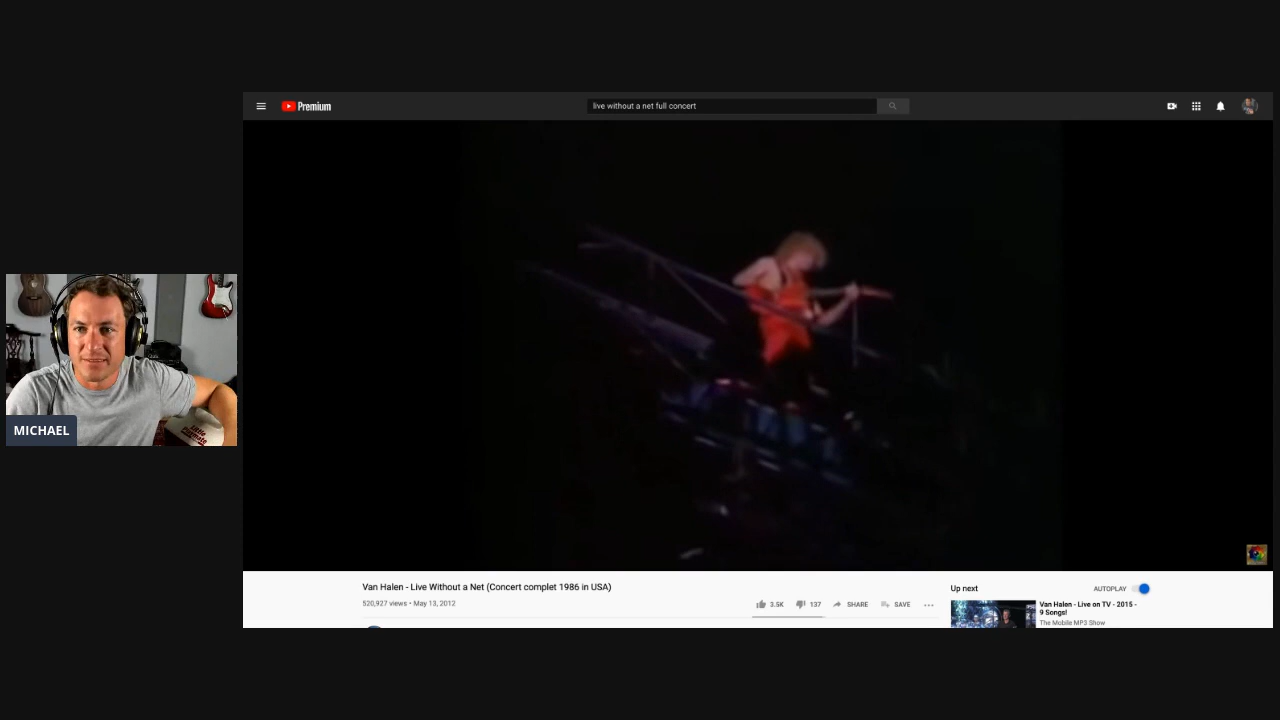 Premium
live without a net full concert
MICHAEL
Van Halen - Live Without a Net (Concert complet 1986 in USA)
520,927 views • May 13, 2012
3.5K
137
SHARE
SAVE
Up next
AUTOPLAY
Van Halen - Live on TV - 2015 -
9 Songs!
The Mobile MP3 Show